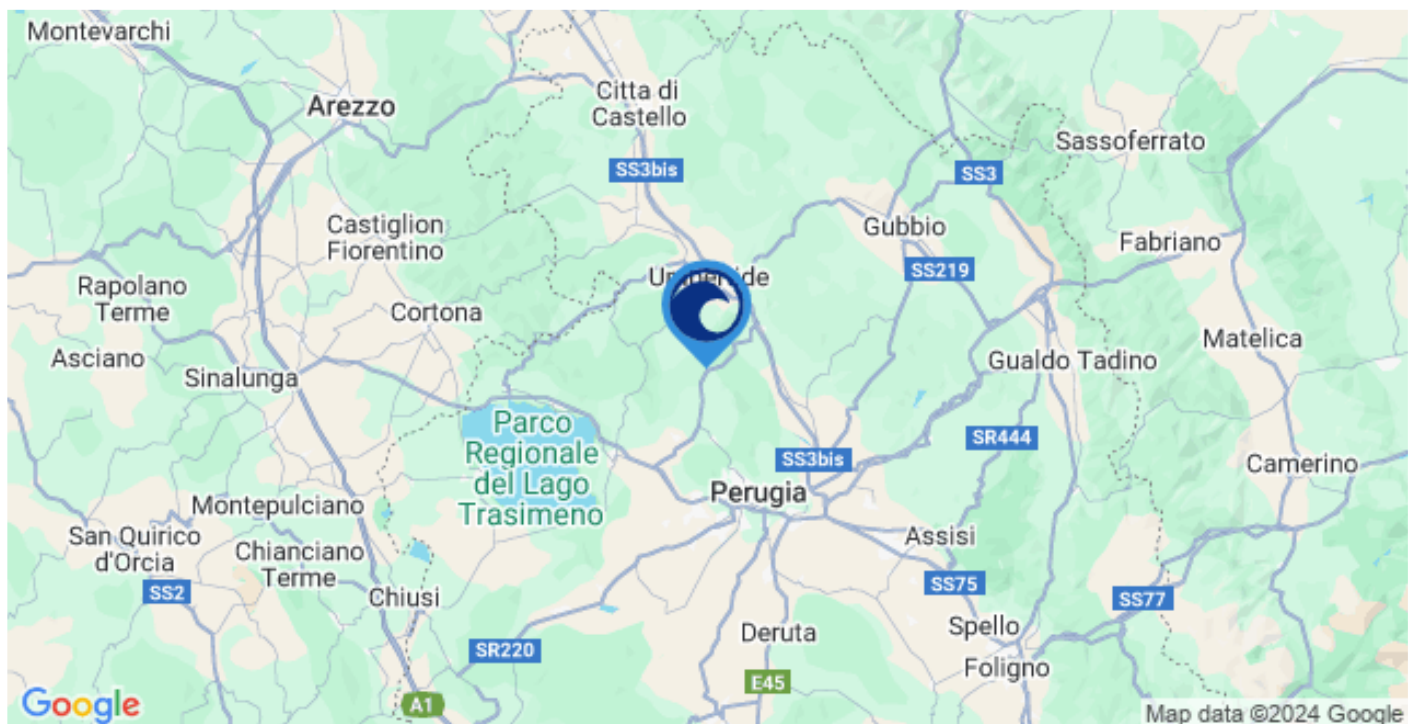 Montevarchi
Arezzo
Citta di
Castello
Sassoferrato
SS3bis
SS3
Castiglion
Fiorentino
Gubbio
Fabriano
SS219
Rapolano
Terme
Cortona
Matelica
Asciano
Sinalunga
Gualdo Tadino
Parco
Regionale
del Lago
Trasimeno
SR444
SS3bis
Camerino
Perugia
Montepulciano
San Quirico
d'Orcia
Chianciano
Terme
Assisi
SS2
Chiusi
SS75
SS77
Deruta
Spello
SR220
Foligno
E45
A1
Google
Map data ©2024 Google